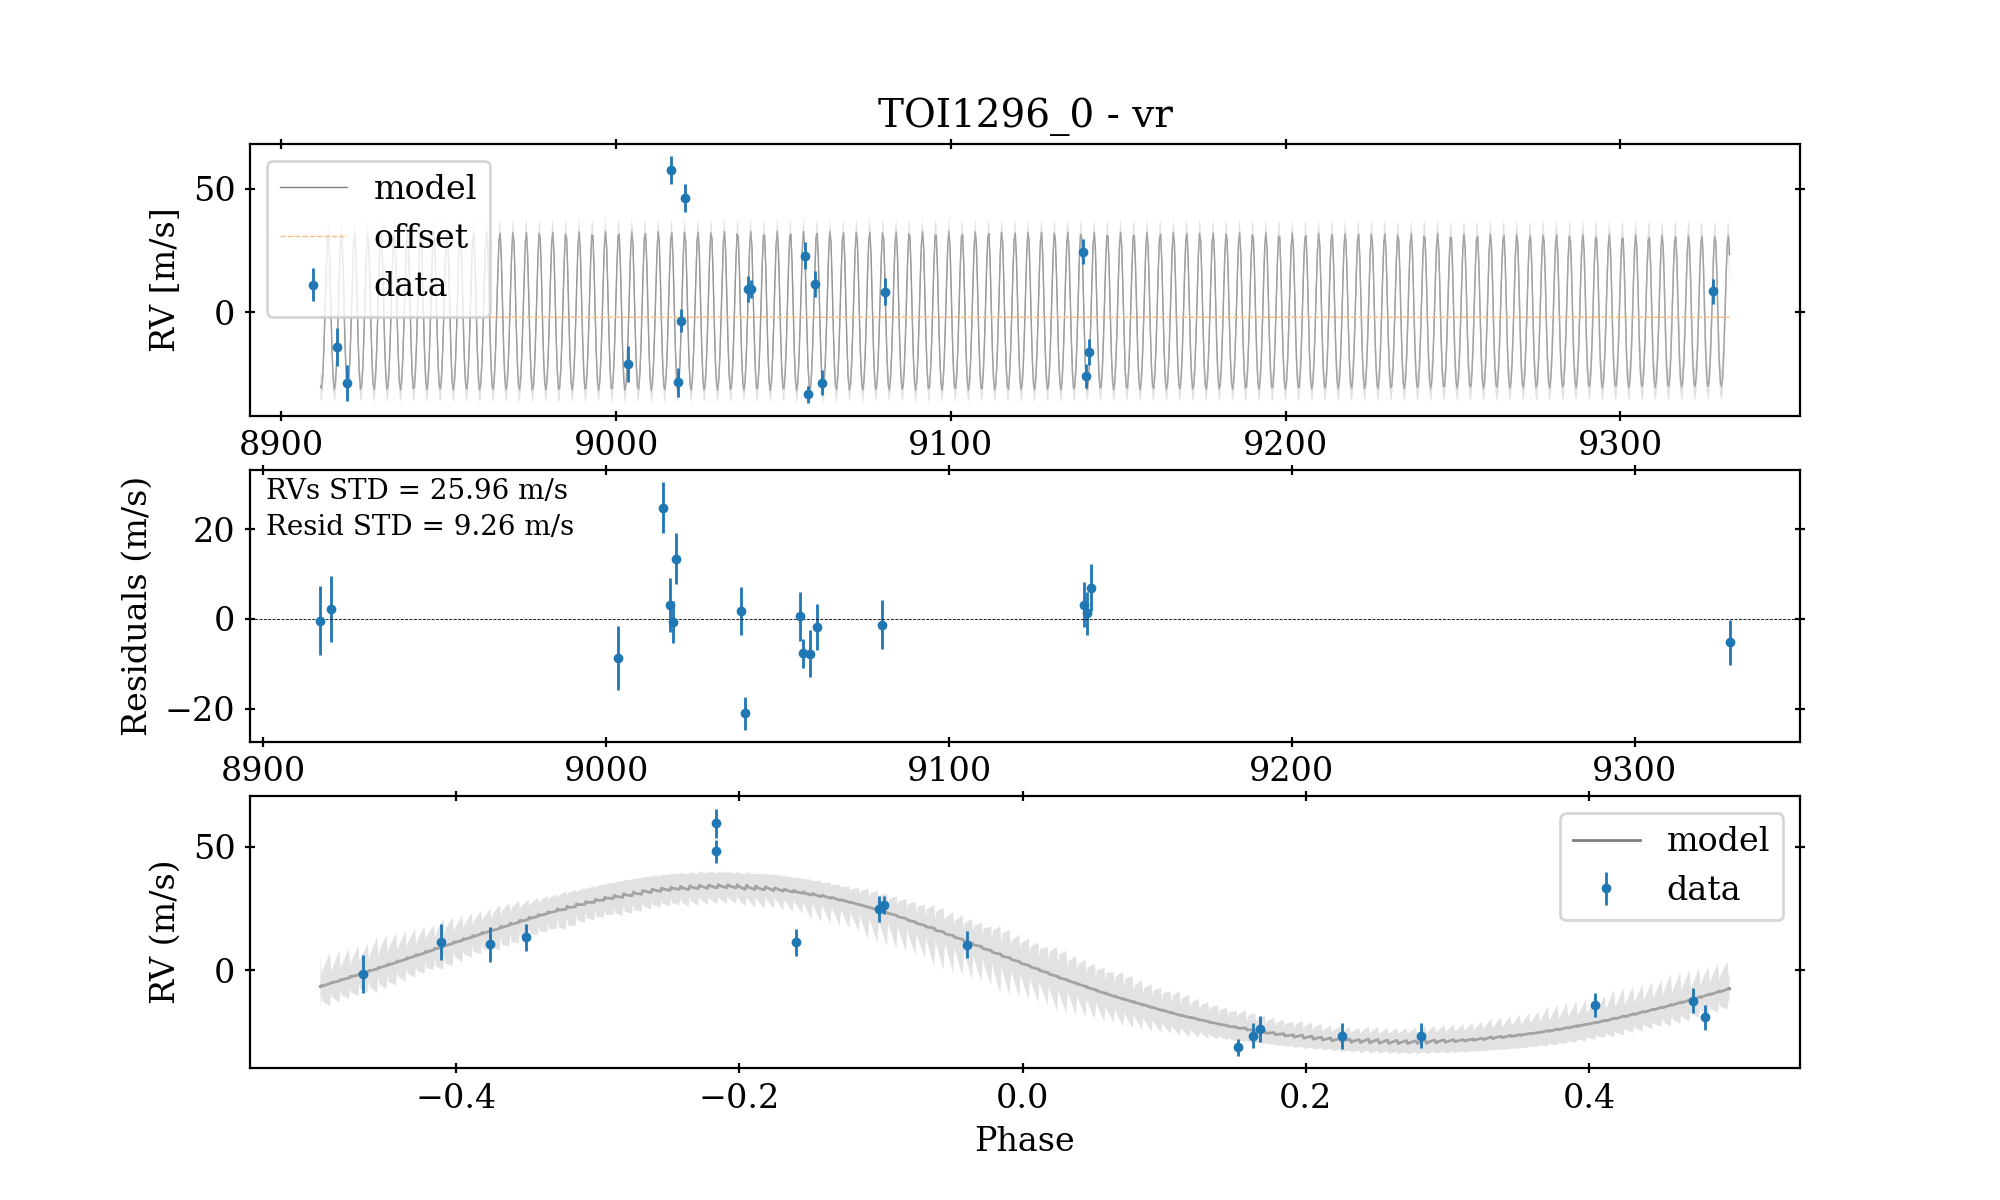 TOI1296_0 - vr
RV [m/s]
50
0
model
offset
data
8900 9000 9100 9200 9300
Residuals (m/s)
20
0
−20
RVs STD = 25.96 m/s
Resid STD = 9.26 m/s
8900 9000 9100 9200 9300
RV (m/s)
50
0
model
data
−0.4 −0.2 0.0 0.2 0.4
Phase